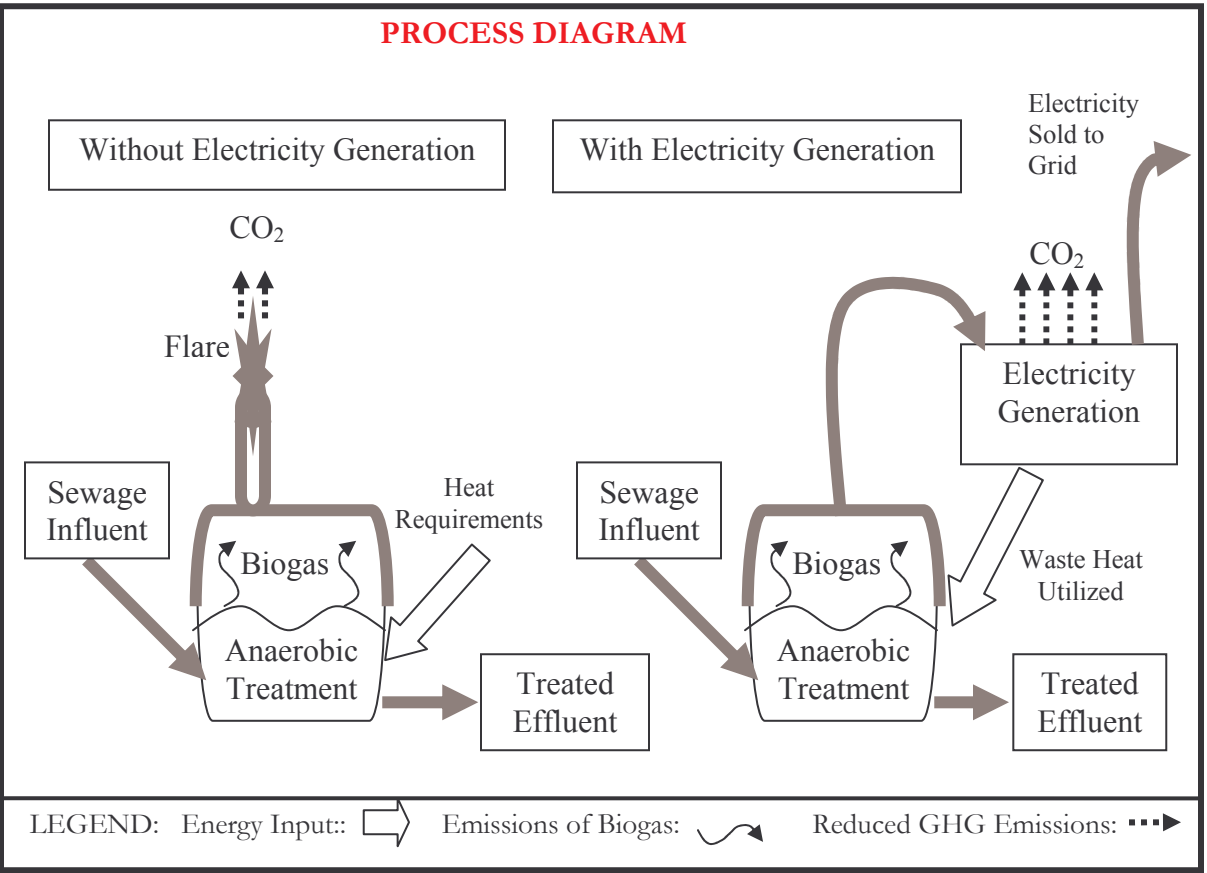 PROCESS DIAGRAM
Without Electricity Generation
With Electricity Generation
Electricity
Sold to
Grid
CO₂
Flare
Sewage
Influent
Heat
Requirements
Biogas
Anaerobic
Treatment
Treated
Effluent
CO₂
Electricity
Generation
Sewage
Influent
Biogas
Waste Heat
Utilized
Anaerobic
Treatment
Treated
Effluent
LEGEND: Energy Input:: Emissions of Biogas: Reduced GHG Emissions: